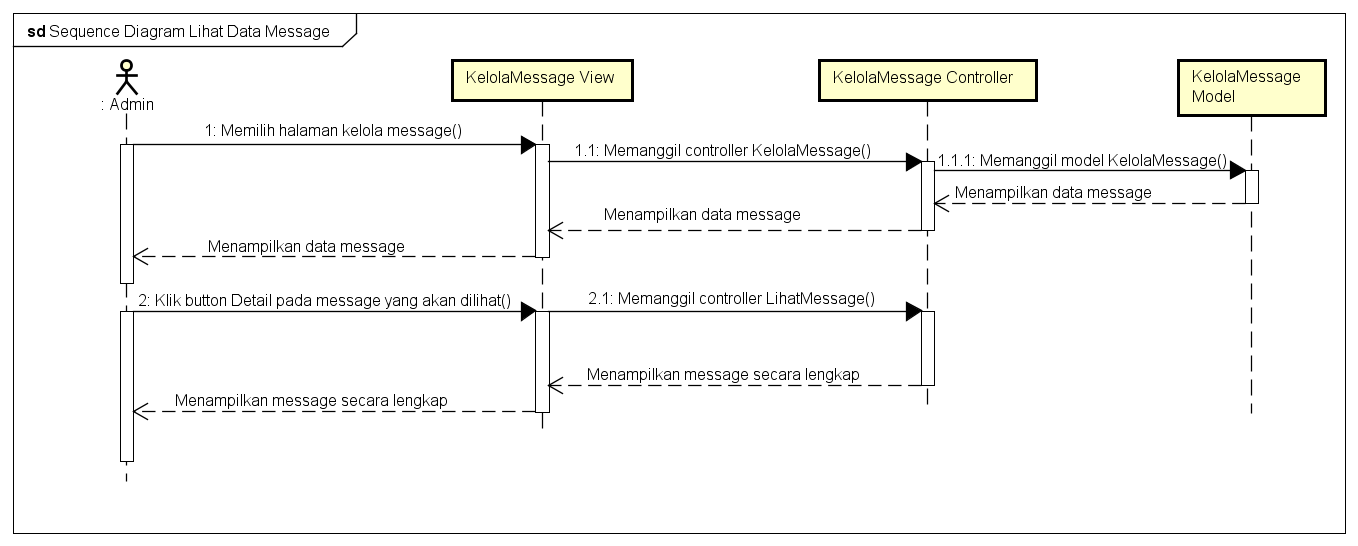 sd Sequence Diagram Lihat Data Message
: Admin
KelolaMessage View
KelolaMessage Controller
KelolaMessage
Model
1: Memilih halaman kelola message()
1.1: Memanggil controller KelolaMessage()
1.1.1: Memanggil model KelolaMessage()
Menampilkan data message
Menampilkan data message
Menampilkan data message
2: Klik button Detail pada message yang akan dilihat()
2.1: Memanggil controller LihatMessage()
Menampilkan message secara lengkap
Menampilkan message secara lengkap